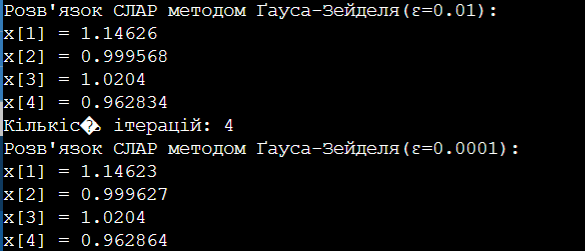 Розв'язок СЛАР методом Ґауса-Зейделя(ε=0.01):
x[1] = 1.14626
x[2] = 0.999568
x[3] = 1.0204
x[4] = 0.962834
Кількіс�ь ітерацій: 4
Розв'язок СЛАР методом Ґауса-Зейделя(ε=0.0001):
x[1] = 1.14623
x[2] = 0.999627
x[3] = 1.0204
x[4] = 0.962864